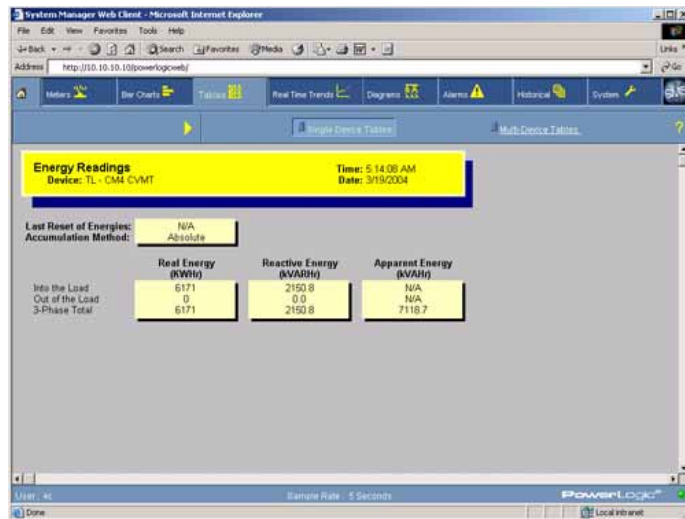 System Manager Web Client - Microsoft Internet Explorer
File Edit View Favorites Tools Help
Back Search Favorites Media Links
Address http://10.10.10.10/powerlogicweb/ Go
Meters Bar Charts Tables Real Time Trends Diagrams Alarms Historical System
Single Device Tables Multi-Device Tables ?
Energy Readings
Device: TL - CM4 CVMT
Time: 5:14:08 AM
Date: 3/19/2004
Last Reset of Energies: N/A
Accumulation Method: Absolute
Real Energy (KWHr) Reactive Energy (kVARHr) Apparent Energy (kVAHr)
Into the Load 6171 2150.8 N/A
Out of the Load 0 0.0 N/A
3-Phase Total 6171 2150.8 7118.7
User: Sample Rate : 5 Seconds PowerLogic
Done Local intranet